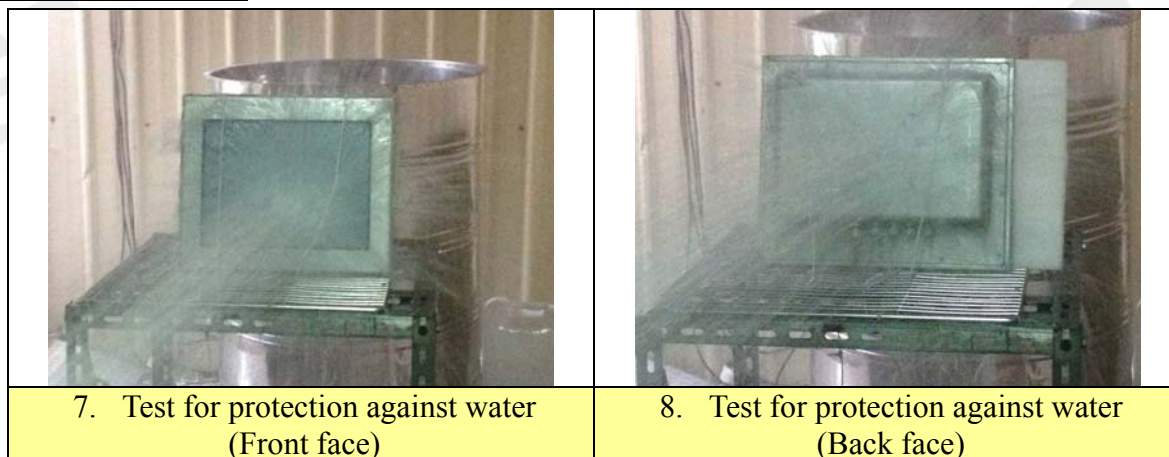 7. Test for protection against water
(Front face)
8. Test for protection against water
(Back face)